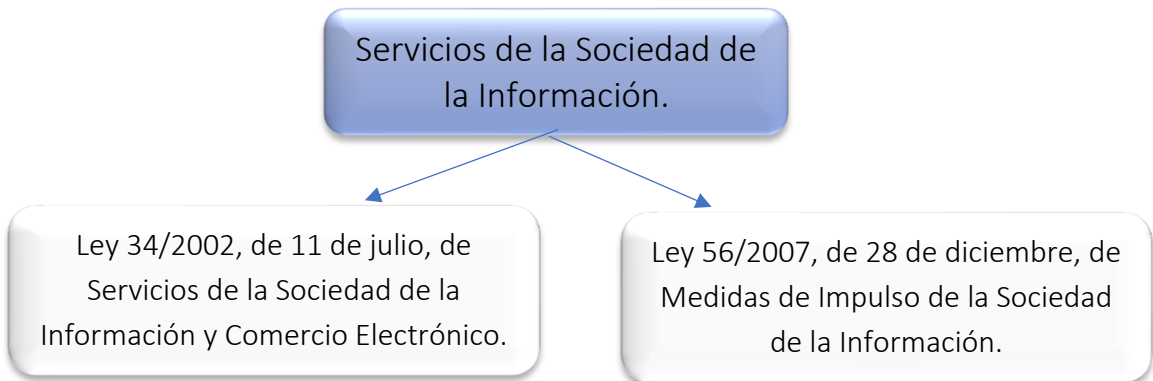 Servicios de la Sociedad de
la Información.
Ley 34/2002, de 11 de julio, de
Servicios de la Sociedad de la
Información y Comercio Electrónico.
Ley 56/2007, de 28 de diciembre, de
Medidas de Impulso de la Sociedad
de la Información.